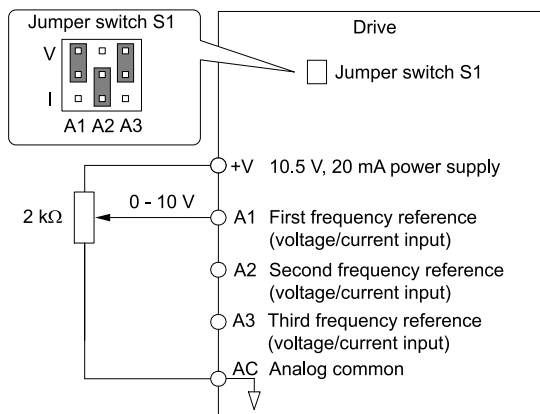 Jumper switch S1
V
I
A1 A2 A3
Drive
Jumper switch S1
+V 10.5 V, 20 mA power supply
0 - 10 V
2 kΩ
A1 First frequency reference
(voltage/current input)
A2 Second frequency reference
(voltage/current input)
A3 Third frequency reference
(voltage/current input)
AC Analog common